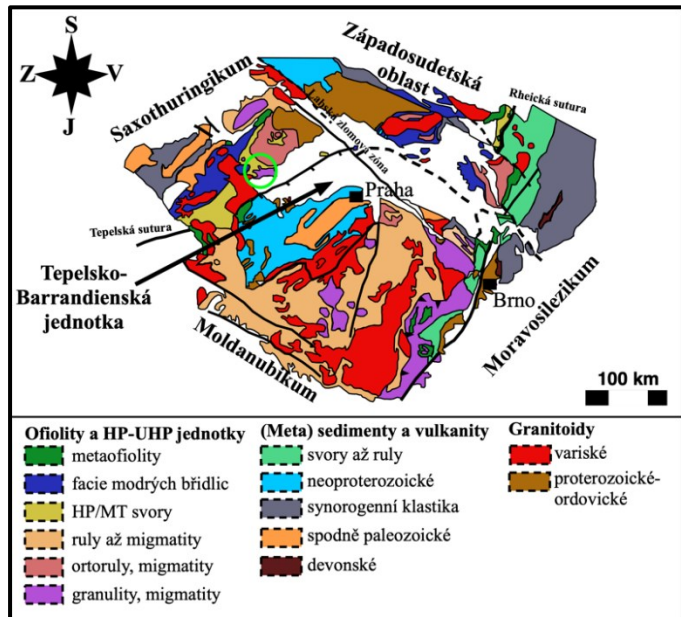 S
Z
V
J
Saxothuringikum
Západosudetská
oblast
Rheická sutura
Labská zlomová zóna
Praha
Tepelská sutura
Tepelsko-
Barrandienská
jednotka
Moldanubikum
Brno
Moravosilezikum
100 km
Ofiolity a HP-UHP jednotky
metaofiolity
facie modrých břidlic
HP/MT svory
ruly až migmatity
ortoruly, migmatity
granulity, migmatity
(Meta) sedimenty a vulkanity
svory až ruly
neoproterozoické
synorogenní klastika
spodně paleozoické
devonské
Granitoidy
variské
proterozoické-
ordovické